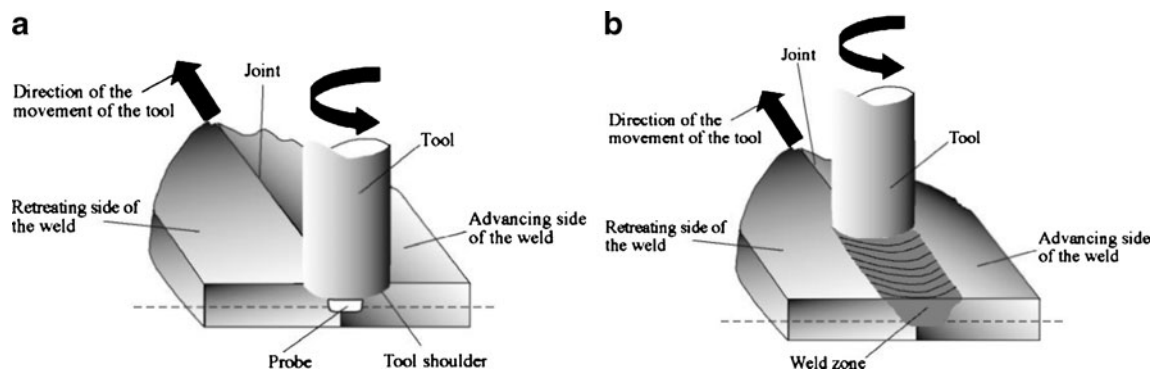 a
Joint
Direction of the
movement of the tool
Tool
Retreating side of
the weld
Advancing side
of the weld
Probe
Tool shoulder
b
Joint
Direction of the
movement of the tool
Tool
Retreating side of
the weld
Advancing side
of the weld
Weld zone